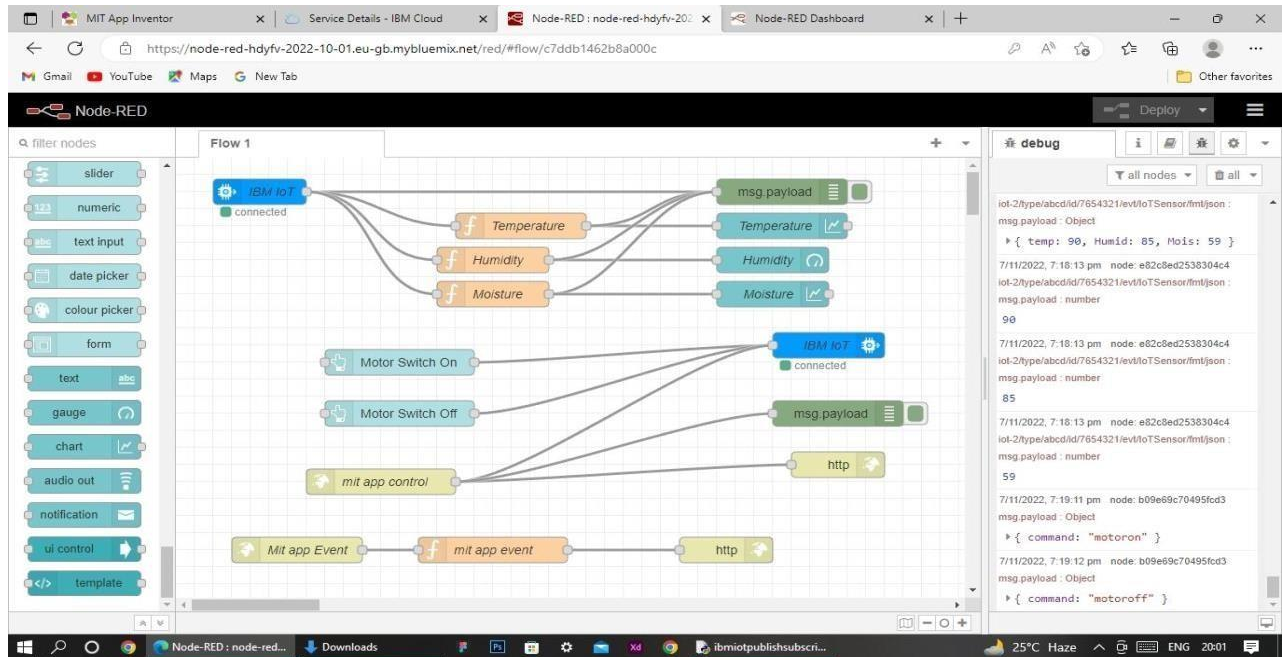 MIT App Inventor
Service Details - IBM Cloud
Node-RED : node-red-hdyfv-202
Node-RED Dashboard
https://node-red-hdyfv-2022-10-01.eu-gb.mybluemix.net/red/#flow/c7ddb1462b8a000c
Gmail YouTube Maps New Tab Other favorites
Node-RED Deploy
filter nodes
slider
123 numeric
abc text input
date picker
colour picker
form
text abc
gauge
chart
audio out
notification
ui control
</> template
Flow 1
IBM IoT
connected
msg.payload
Temperature
Temperature
Humidity
Humidity
Moisture
Moisture
Motor Switch On
IBM IoT
connected
Motor Switch Off
msg.payload
mit app control
http
Mit app Event
mit app event
http
debug
all nodes all
iot-2/type/abcd/id/7654321/evt/IoTSensor/fmt/json :
msg.payload : Object
{ temp: 90, Humid: 85, Mois: 59 }
7/11/2022, 7:18:13 pm node: e82c8ed2538304c4
iot-2/type/abcd/id/7654321/evt/IoTSensor/fmt/json :
msg.payload : number
90
7/11/2022, 7:18:13 pm node: e82c8ed2538304c4
iot-2/type/abcd/id/7654321/evt/IoTSensor/fmt/json :
msg.payload : number
85
7/11/2022, 7:18:13 pm node: e82c8ed2538304c4
iot-2/type/abcd/id/7654321/evt/IoTSensor/fmt/json :
msg.payload : number
59
7/11/2022, 7:19:11 pm node: b09e69c70495fcd3
msg.payload : Object
{ command: "motoron" }
7/11/2022, 7:19:12 pm node: b09e69c70495fcd3
msg.payload : Object
{ command: "motoroff" }
Node-RED : node-red... Downloads Ps Xd ibmiotpublishsubscri... 25°C Haze ENG 20:01